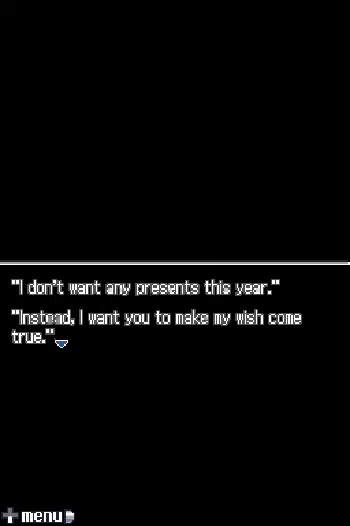 "I don't want any presents this year."
"Instead, I want you to make my wish come
true."
menu